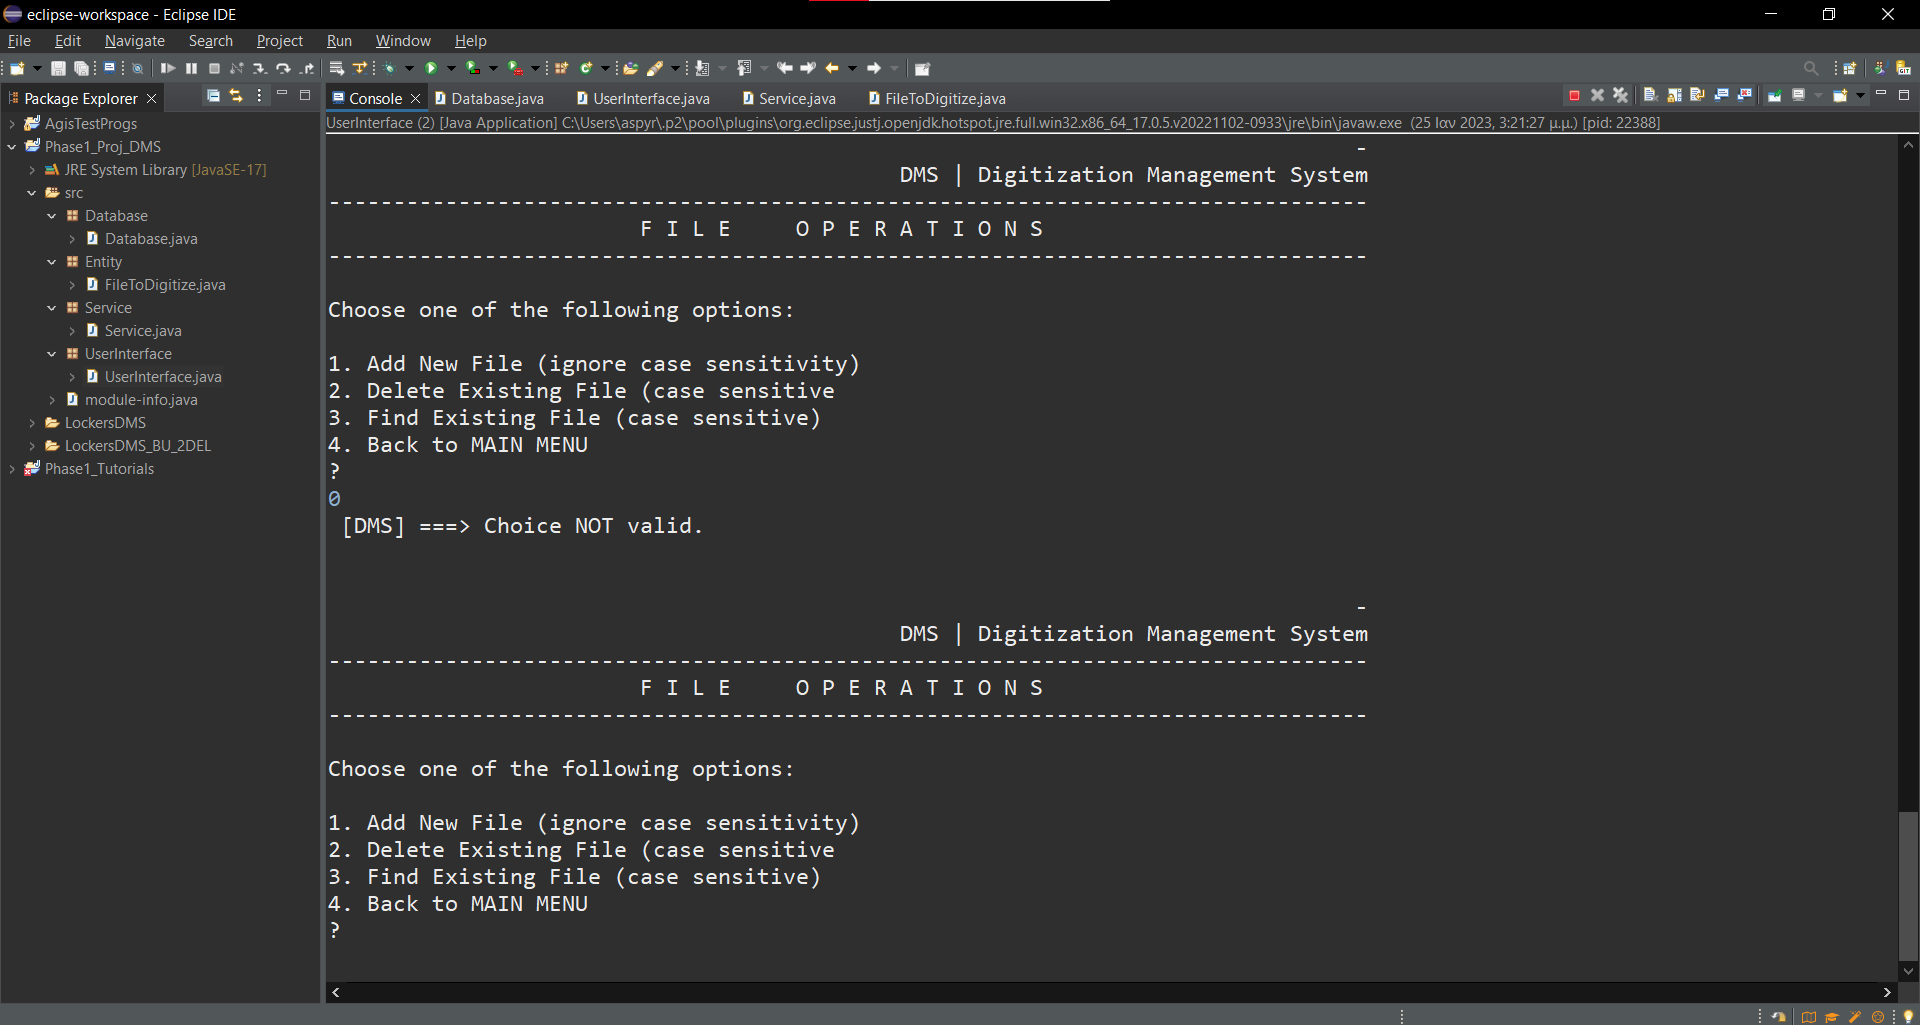 eclipse-workspace - Eclipse IDE
File Edit Navigate Search Project Run Window Help
Package Explorer
AgisTestProgs
Phase1_Proj_DMS
JRE System Library [JavaSE-17]
src
Database
Database.java
Entity
FileToDigitize.java
Service
Service.java
UserInterface
UserInterface.java
module-info.java
LockersDMS
LockersDMS_BU_2DEL
Phase1_Tutorials
Console Database.java UserInterface.java Service.java FileToDigitize.java
UserInterface (2) [Java Application] C:\Users\aspyr\.p2\pool\plugins\org.eclipse.justj.openjdk.hotspot.jre.full.win32.x86_64_17.0.5.v20221102-0933\jre\bin\javaw.exe (25 Ιαν 2023, 3:21:27 μ.μ.) [pid: 22388]
-
DMS | Digitization Management System
--------------------------------------------------------------------------------
F I L E    O P E R A T I O N S
--------------------------------------------------------------------------------
Choose one of the following options:
1. Add New File (ignore case sensitivity)
2. Delete Existing File (case sensitive
3. Find Existing File (case sensitive)
4. Back to MAIN MENU
?
0
[DMS] ===> Choice NOT valid.
-
DMS | Digitization Management System
--------------------------------------------------------------------------------
F I L E    O P E R A T I O N S
--------------------------------------------------------------------------------
Choose one of the following options:
1. Add New File (ignore case sensitivity)
2. Delete Existing File (case sensitive
3. Find Existing File (case sensitive)
4. Back to MAIN MENU
?